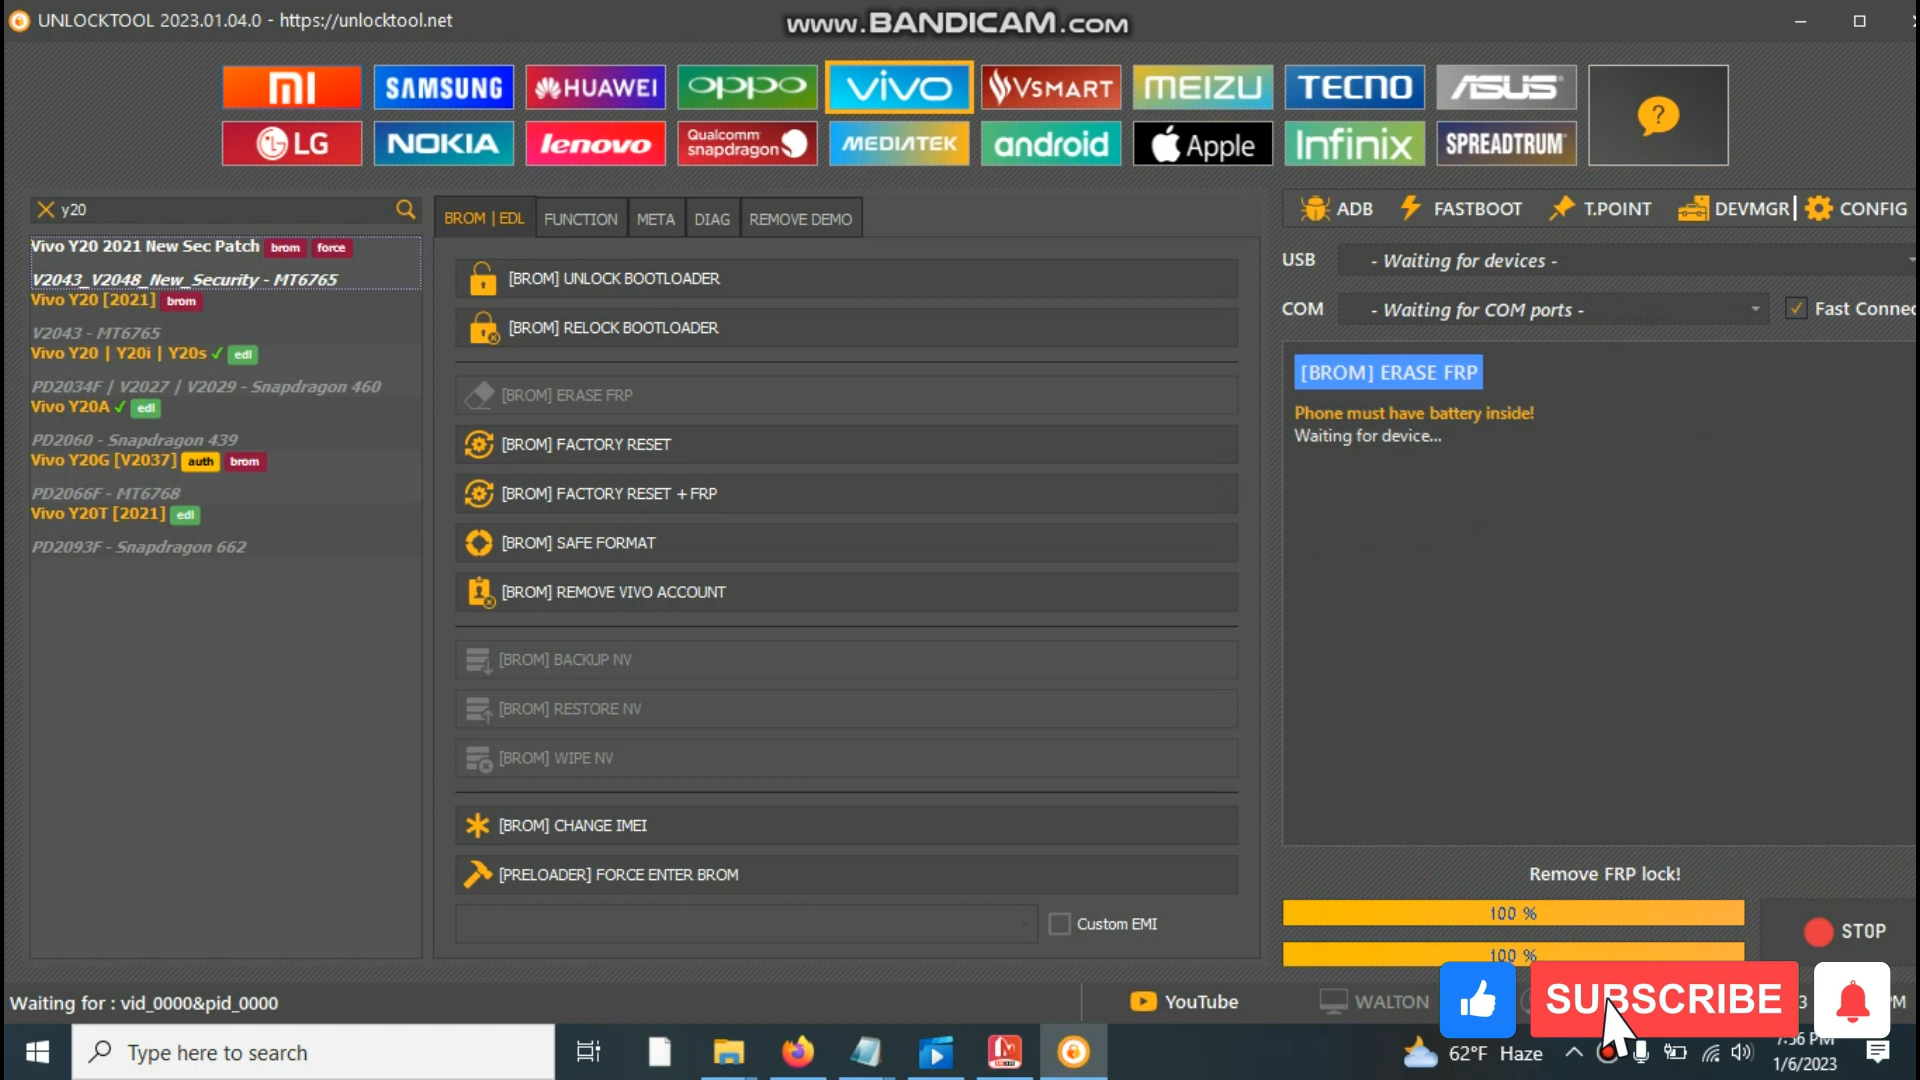 UNLOCKTOOL 2023.01.04.0 - https://unlocktool.net
www.BANDICAM.com
MI SAMSUNG HUAWEI oppo vivo VSMART MEIZU TECNO ASUS ?
LG NOKIA lenovo Qualcomm snapdragon MEDIATEK android Apple Infinix SPREADTRUM
y20
BROM | EDL FUNCTION META DIAG REMOVE DEMO
ADB FASTBOOT T.POINT DEVMGR CONFIG
Vivo Y20 2021 New Sec Patch brom force
V2043_V2048_New_Security - MT6765
Vivo Y20 [2021] brom
V2043 - MT6765
Vivo Y20 | Y20i | Y20s ✓ edl
PD2034F | V2027 | V2029 - Snapdragon 460
Vivo Y20A ✓ edl
PD2060 - Snapdragon 439
Vivo Y20G [V2037] auth brom
PD2066F - MT6768
Vivo Y20T [2021] edl
PD2093F - Snapdragon 662
[BROM] UNLOCK BOOTLOADER
[BROM] RELOCK BOOTLOADER
[BROM] ERASE FRP
[BROM] FACTORY RESET
[BROM] FACTORY RESET + FRP
[BROM] SAFE FORMAT
[BROM] REMOVE VIVO ACCOUNT
[BROM] BACKUP NV
[BROM] RESTORE NV
[BROM] WIPE NV
[BROM] CHANGE IMEI
[PRELOADER] FORCE ENTER BROM
Custom EMI
USB - Waiting for devices -
COM - Waiting for COM ports - Fast Connec
[BROM] ERASE FRP
Phone must have battery inside!
Waiting for device...
Remove FRP lock!
100 %
100 %
STOP
Waiting for : vid_0000&pid_0000
YouTube
WALTON
SUBSCRIBE
Type here to search
62°F Haze
1/6/2023